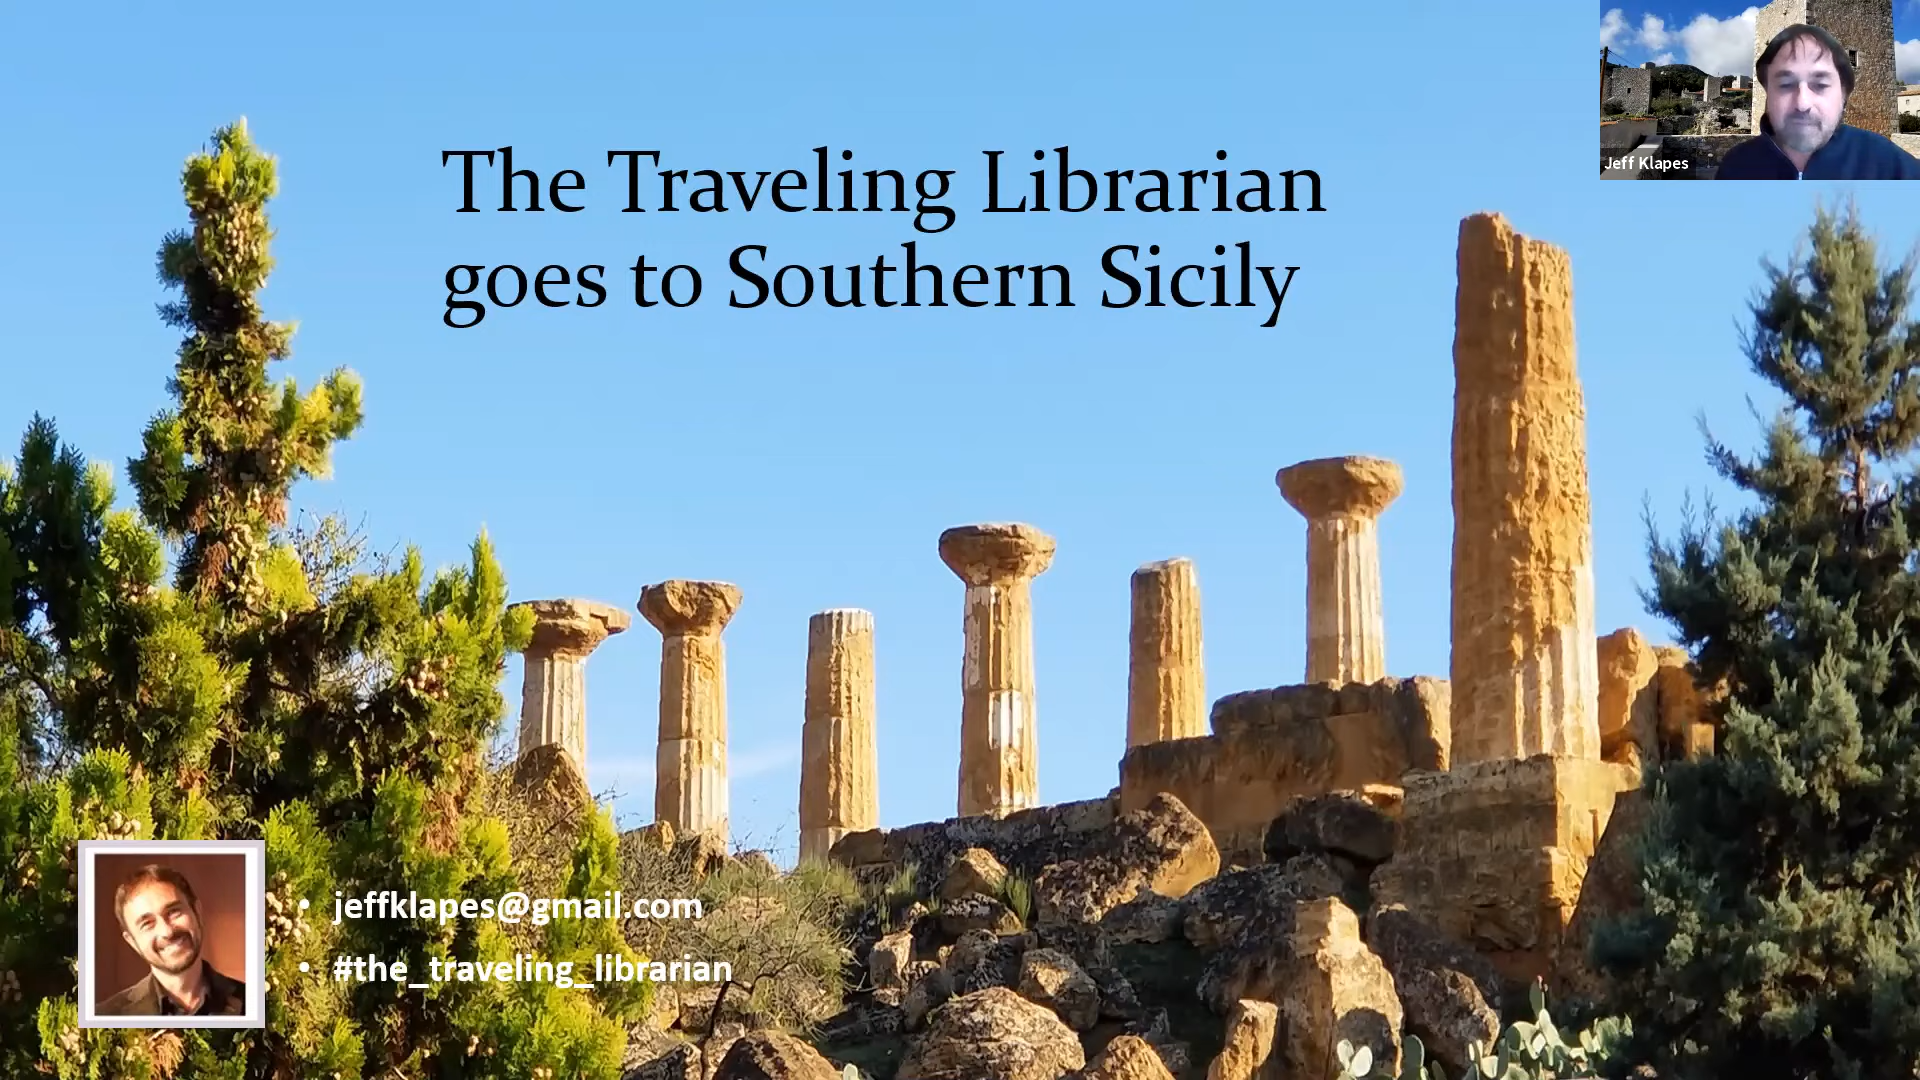 The Traveling Librarian
goes to Southern Sicily
Jeff Klapes
• jeffklapes@gmail.com
• #the_traveling_librarian